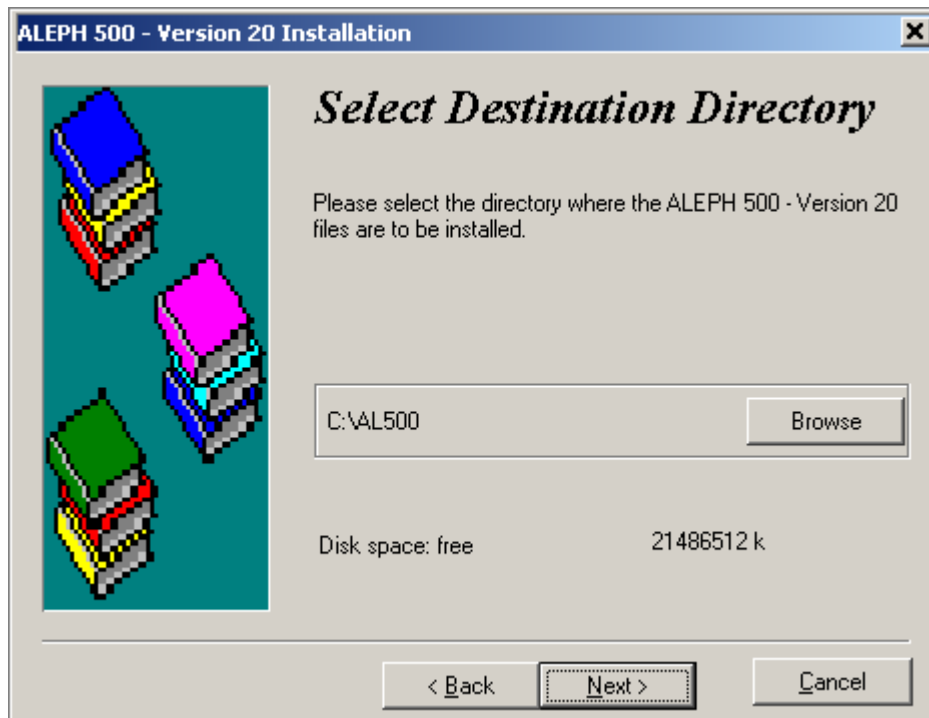 ALEPH 500 - Version 20 Installation
Select Destination Directory
Please select the directory where the ALEPH 500 - Version 20
files are to be installed.
C:\AL500
Browse
Disk space: free 21486512 k
< Back
Next >
Cancel